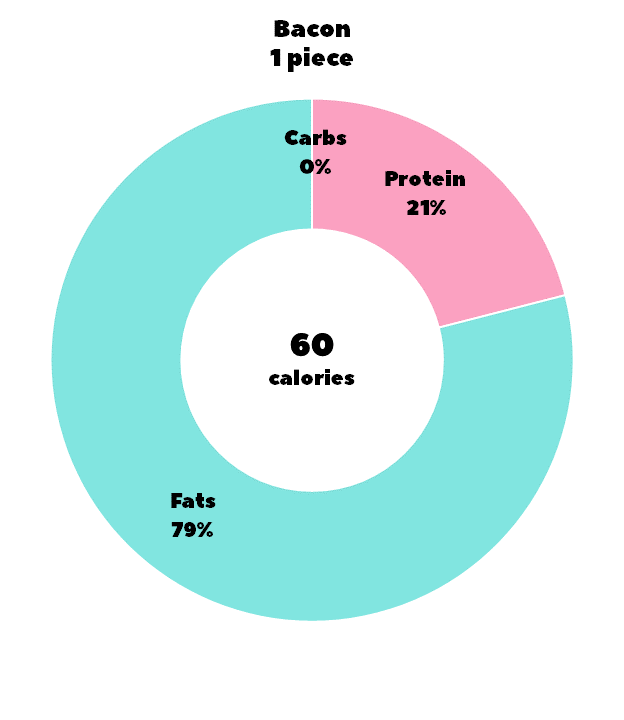 Bacon
1 piece
Carbs
0%
Protein
21%
60
calories
Fats
79%